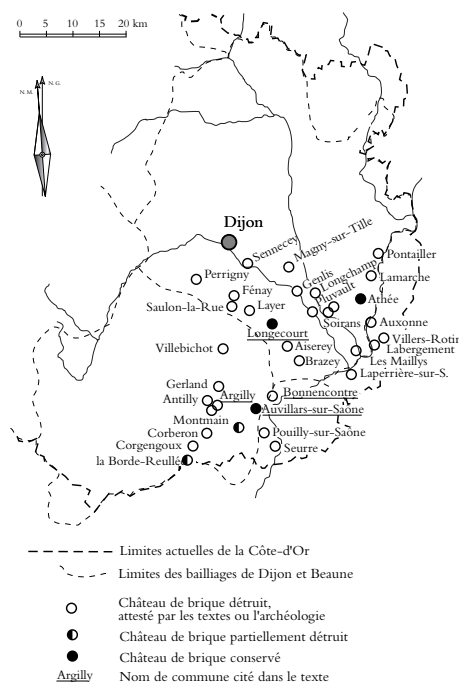 0 5 10 15 20 km
N.M. N.G.
Dijon
Sennecey
Magny-sur-Tille
Pontailler
Perrigny
Genlis
Longchamp
Lamarche
Fénay
Pluvault
Athée
Saulon-la-Rue
Layer
Soirans
Auxonne
Longecourt
Villers-Rotin
Villebichot
Aiserey
Labergement
Brazey
Les Maillys
Laperrière-sur-S.
Gerland
Antilly
Argilly
Bonnencontre
Auvillars-sur-Saône
Montmain
Corberon
Pouilly-sur-Saône
Corgengoux
Seurre
la Borde-Reullée
Limites actuelles de la Côte-d'Or
Limites des bailliages de Dijon et Beaune
Château de brique détruit,
attesté par les textes ou l'archéologie
Château de brique partiellement détruit
Château de brique conservé
Argilly Nom de commune cité dans le texte